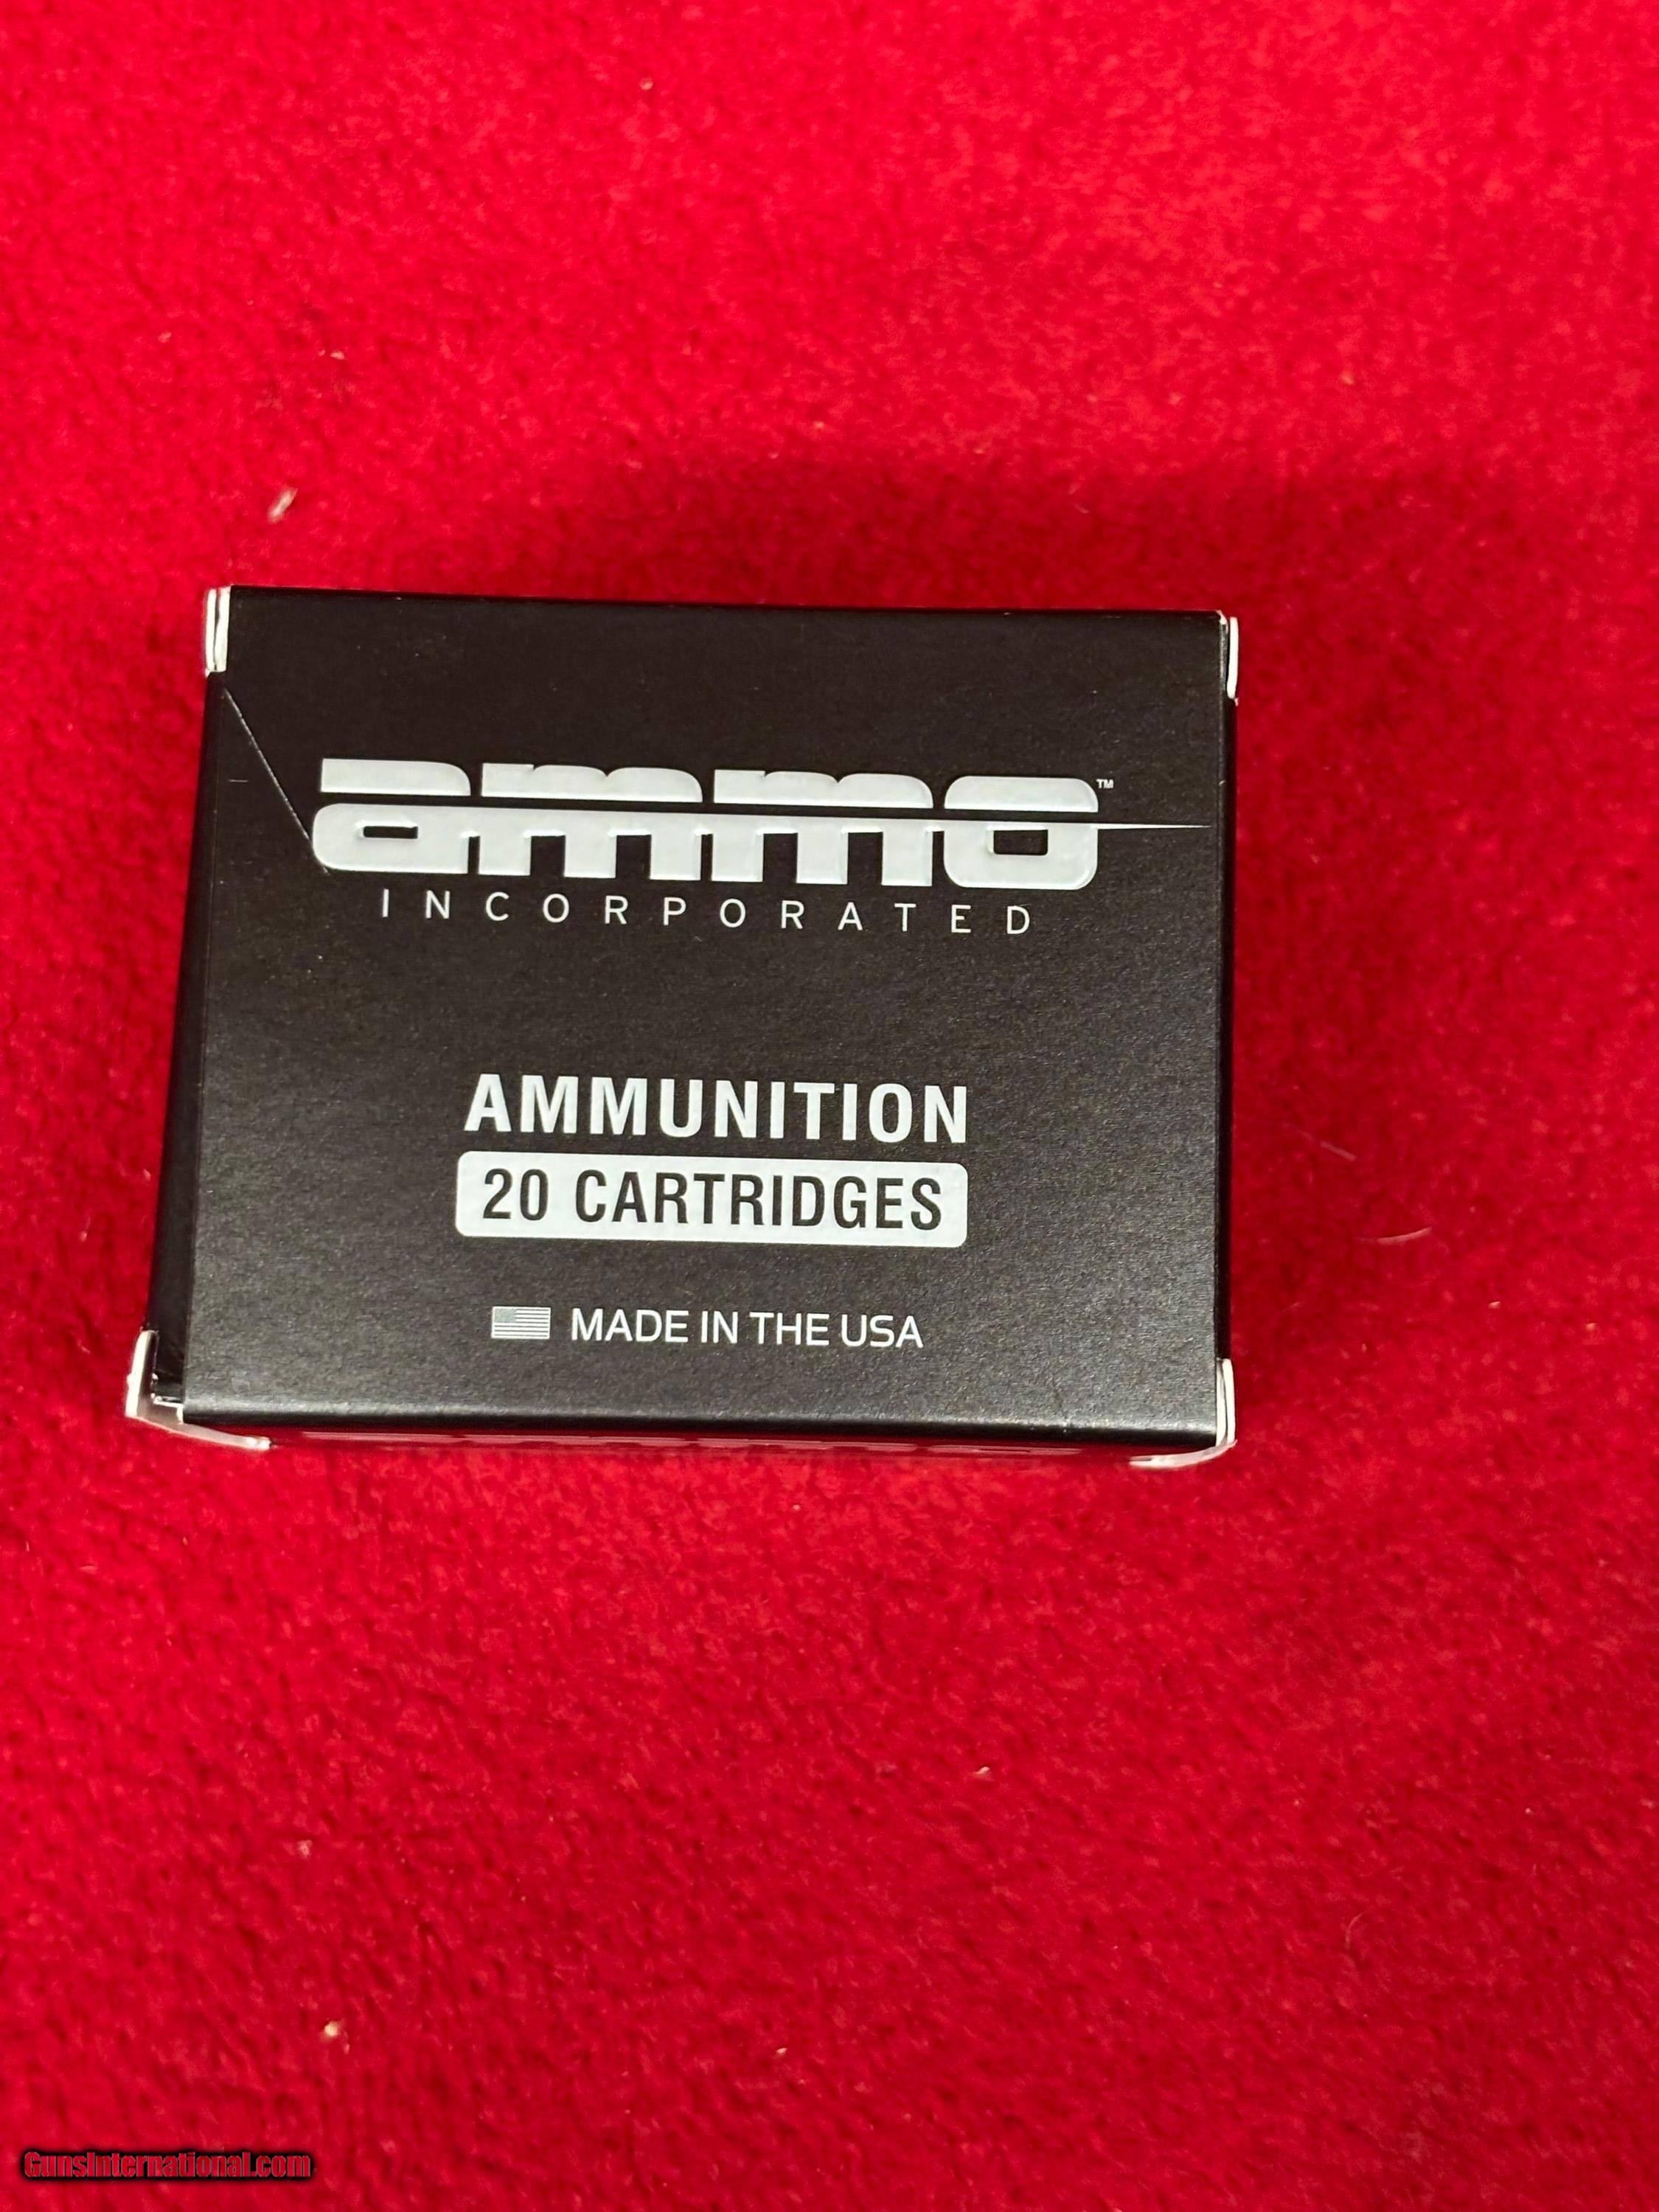 ammo™
INCORPORATED
AMMUNITION
20 CARTRIDGES
MADE IN THE USA
GunsInternational.com